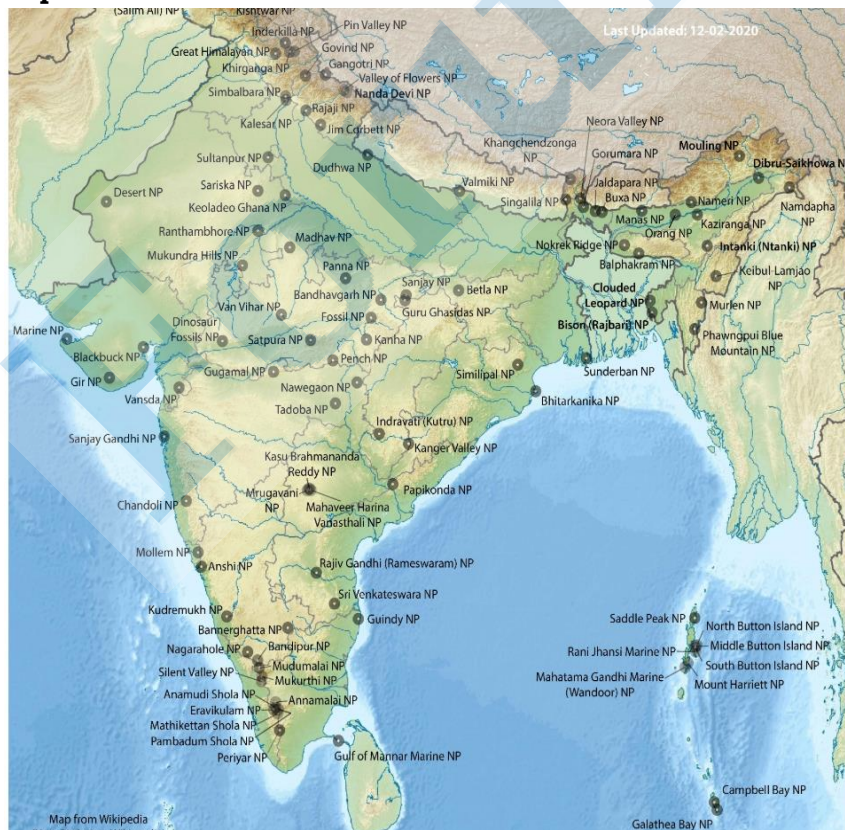 (Salim Ali) NP
Kishtwar NP
Pin Valley NP
Inderkilla NP
Last Updated: 12-02-2020
Govind NP
Great Himalayan NP
Gangotri NP
Khirganga NP
Valley of Flowers NP
Simbalbara NP
Nanda Devi NP
Rajaji NP
Kalesar NP
Jim Corbett NP
Neora Valley NP
Khangchendzonga
NP
Mouling NP
Gorumara NP
Sultanpur NP
Dudhwa NP
Dibru-Saikhowa NP
Jaldapara NP
Valmiki NP
Sariska NP
Desert NP
Singalila NP
Buxa NP
Nameri NP
Namdapha
NP
Keoladeo Ghana NP
Manas NP
Kaziranga NP
Orang NP
Ranthambhore NP
Madhav NP
Nokrek Ridge NP
Intanki (Ntanki) NP
Mukundra Hills NP
Balphakram NP
Panna NP
Keibul-Lamjao
NP
Sanjay NP
Betla NP
Clouded
Leopard NP
Bandhavgarh NP
Van Vihar NP
Guru Ghasidas NP
Murlen NP
Dinosaur
Fossils NP
Fossil NP
Bison (Rajbari) NP
Marine NP
Phawngpui Blue
Mountain NP
Satpura NP
Kanha NP
Blackbuck NP
Pench NP
Sunderban NP
Gir NP
Gugamal NP
Similipal NP
Vansda NP
Nawegaon NP
Bhitarkanika NP
Tadoba NP
Sanjay Gandhi NP
Indravati (Kutru) NP
Kanger Valley NP
Kasu Brahmananda
Reddy NP
Mrugavani
NP
Papikonda NP
Chandoli NP
Mahaveer Harina
Vanasthali NP
Mollem NP
Anshi NP
Rajiv Gandhi (Rameswaram) NP
Sri Venkateswara NP
Kudremukh NP
Guindy NP
Saddle Peak NP
North Button Island NP
Bannerghatta NP
Nagarahole NP
Bandipur NP
Rani Jhansi Marine NP
Middle Button Island NP
Mudumalai NP
South Button Island NP
Silent Valley NP
Mukurthi NP
Mahatama Gandhi Marine
(Wandoor) NP
Mount Harriett NP
Anamudi Shola NP
Annamalai NP
Eravikulam NP
Mathikettan Shola NP
Pambadum Shola NP
Periyar NP
Gulf of Mannar Marine NP
Campbell Bay NP
Map from Wikipedia
Galathea Bay NP